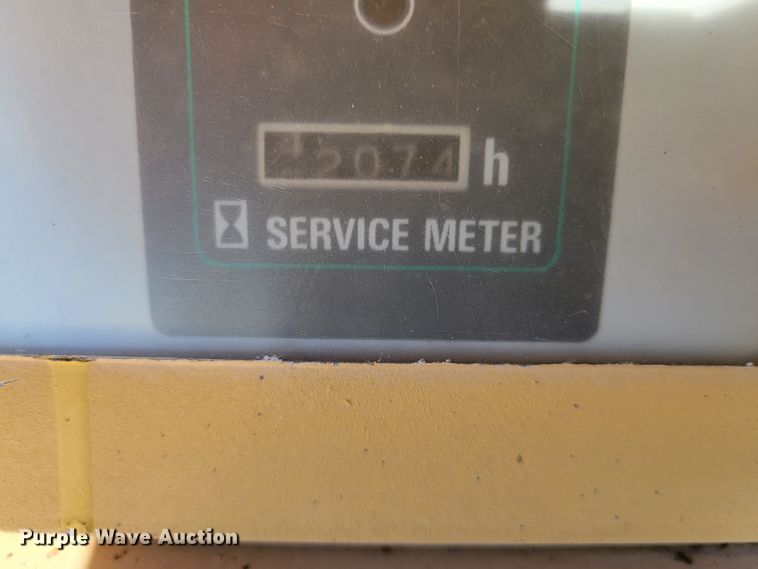 2074 h
SERVICE METER
Purple Wave Auction